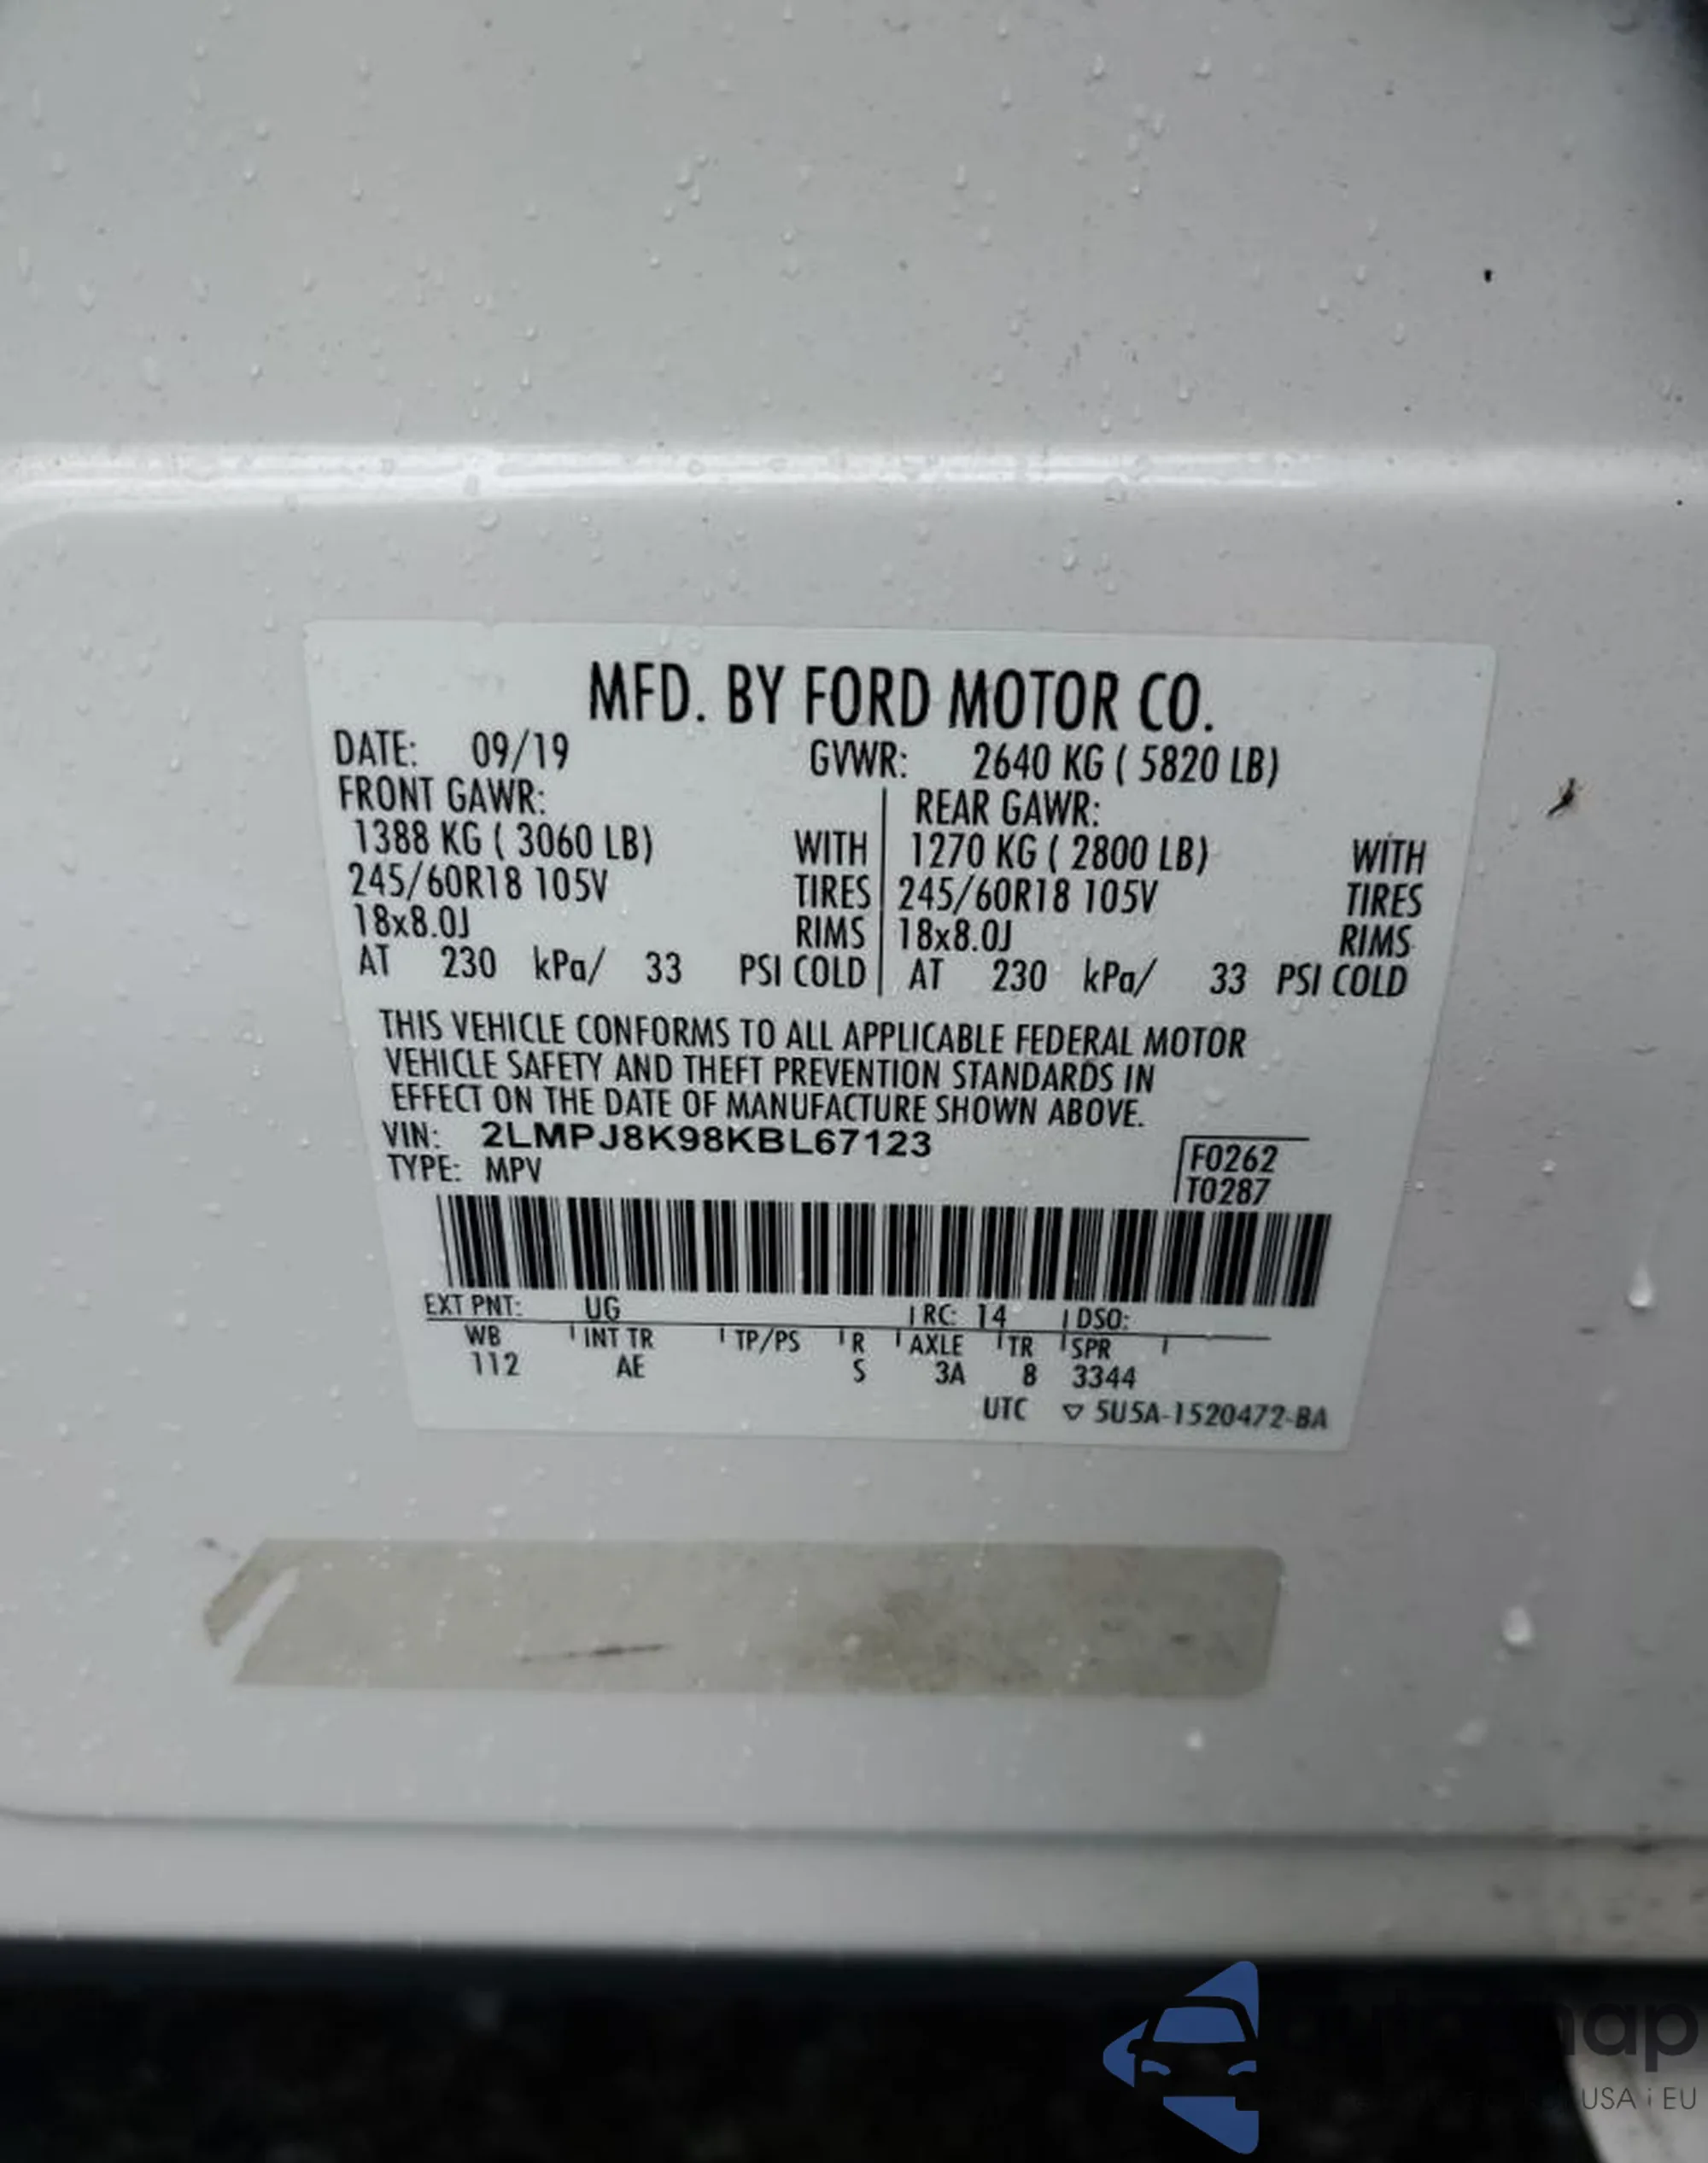 MFD. BY FORD MOTOR CO.
DATE: 09/19 GVWR: 2640 KG ( 5820 LB)
FRONT GAWR: REAR GAWR:
1388 KG ( 3060 LB) WITH 1270 KG ( 2800 LB) WITH
245/60R18 105V TIRES 245/60R18 105V TIRES
18x8.0J RIMS 18x8.0J RIMS
AT 230 kPa/ 33 PSI COLD AT 230 kPa/ 33 PSI COLD
THIS VEHICLE CONFORMS TO ALL APPLICABLE FEDERAL MOTOR
VEHICLE SAFETY AND THEFT PREVENTION STANDARDS IN
EFFECT ON THE DATE OF MANUFACTURE SHOWN ABOVE.
VIN: 2LMPJ8K98KBL67123
F0262
TYPE: MPV
T0287
EXT PNT: UG RC: 14 DSO:
WB INT TR TP/PS R AXLE TR SPR
112 AE S 3A 8 3344
UTC ▽ 5U5A-1520472-BA
USA i EU